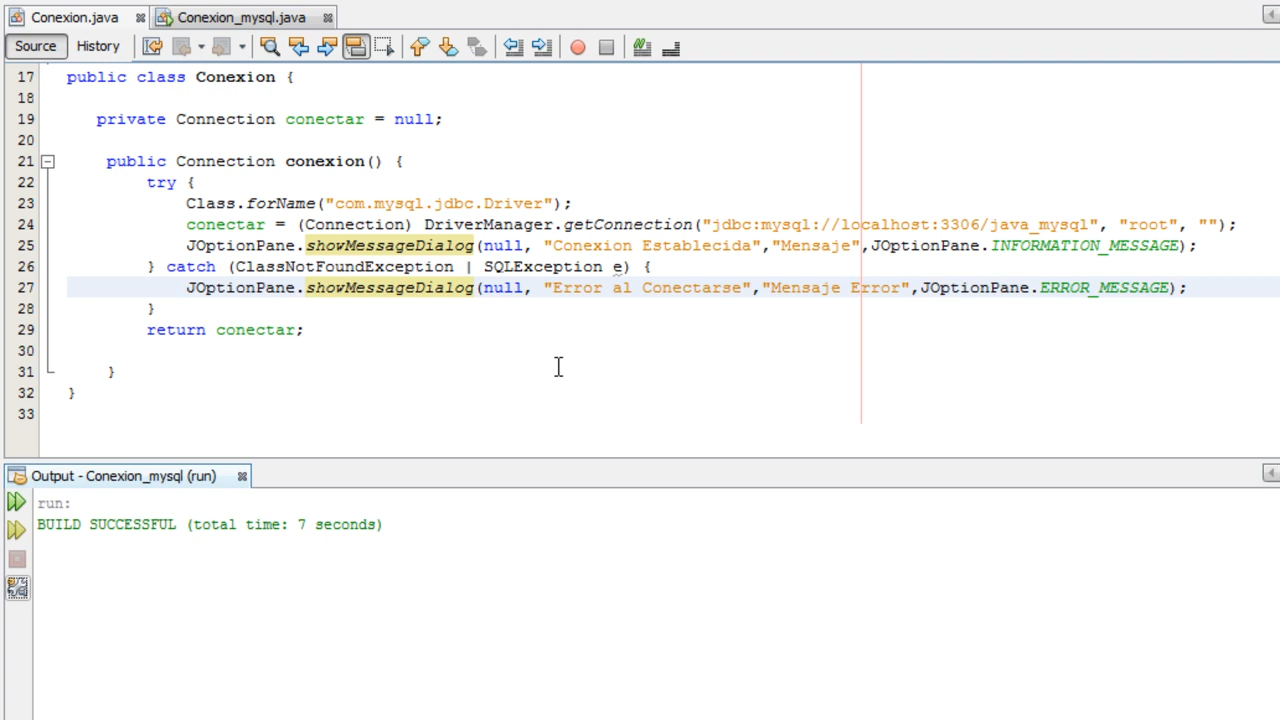 Conexion.java Conexion_mysql.java
Source History
17 public class Conexion {
18
19 private Connection conectar = null;
20
21 public Connection conexion() {
22 try {
23 Class.forName("com.mysql.jdbc.Driver");
24 conectar = (Connection) DriverManager.getConnection("jdbc:mysql://localhost:3306/java_mysql", "root", "");
25 JOptionPane.showMessageDialog(null, "Conexion Establecida","Mensaje",JOptionPane.INFORMATION_MESSAGE);
26 } catch (ClassNotFoundException | SQLException e) {
27 JOptionPane.showMessageDialog(null, "Error al Conectarse","Mensaje Error",JOptionPane.ERROR_MESSAGE);
28 }
29 return conectar;
30
31 }
32 }
33
Output - Conexion_mysql (run)
run:
BUILD SUCCESSFUL (total time: 7 seconds)